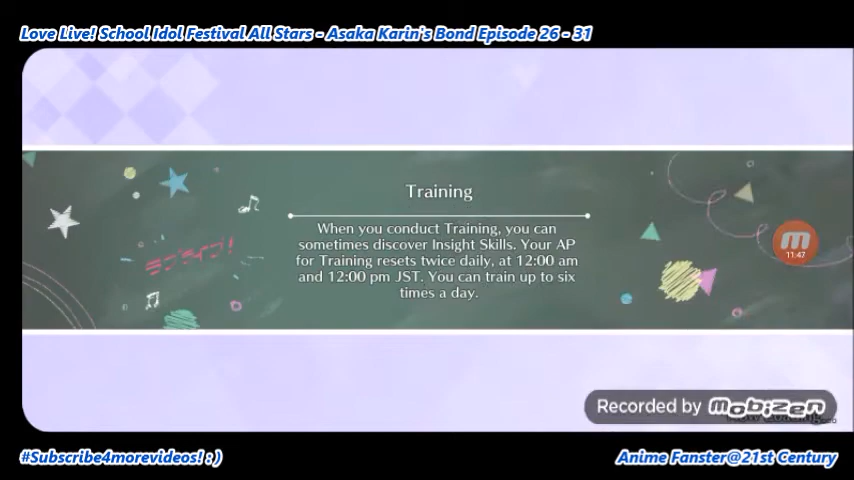 Love Live! School Idol Festival All Stars - Asaka Karin's Bond Episode 26 - 31
Training
When you conduct Training, you can
sometimes discover Insight Skills. Your AP
for Training resets twice daily, at 12:00 am
and 12:00 pm JST. You can train up to six
times a day.
11:47
Recorded by mobizen
#Subscribe4morevideos! : )
Anime Fanster@21st Century